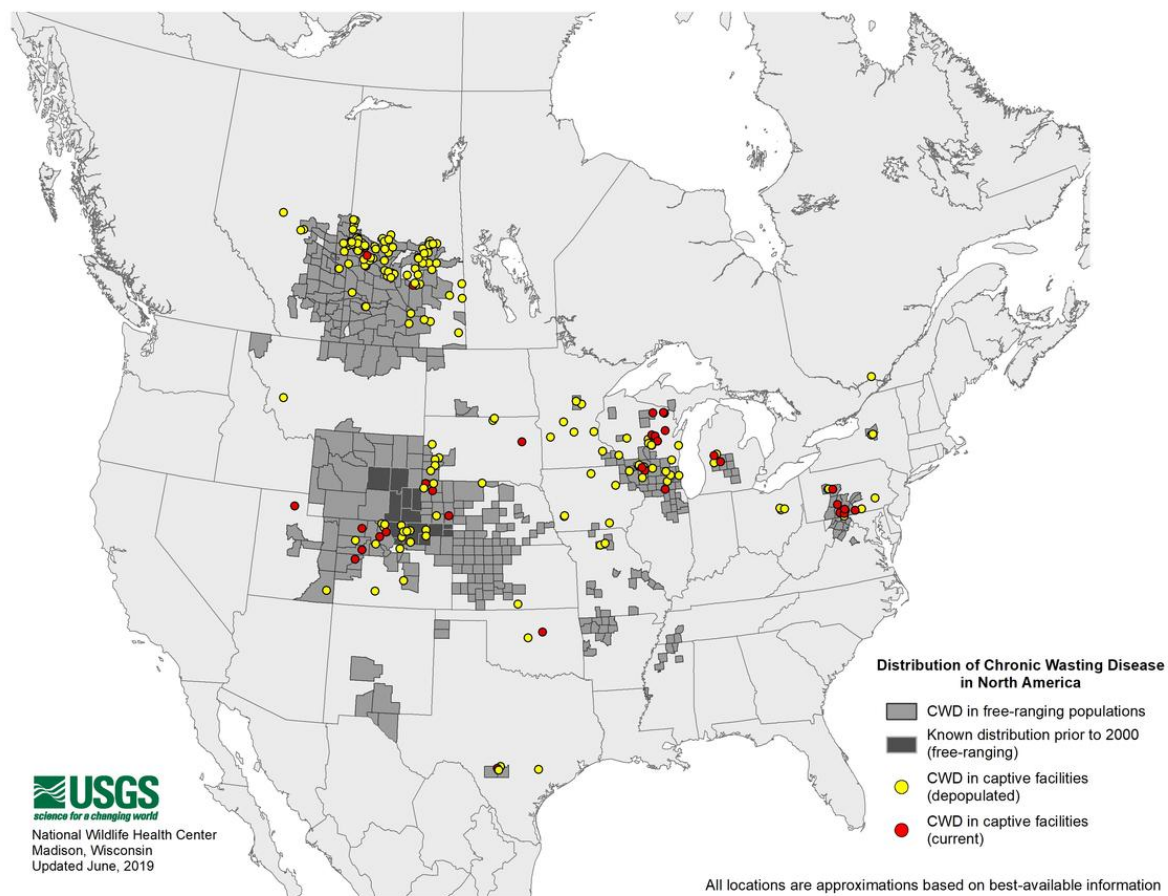 Distribution of Chronic Wasting Disease
in North America
CWD in free-ranging populations
Known distribution prior to 2000
(free-ranging)
CWD in captive facilities
(depopulated)
CWD in captive facilities
(current)
USGS
science for a changing world
National Wildlife Health Center
Madison, Wisconsin
Updated June, 2019
All locations are approximations based on best-available information